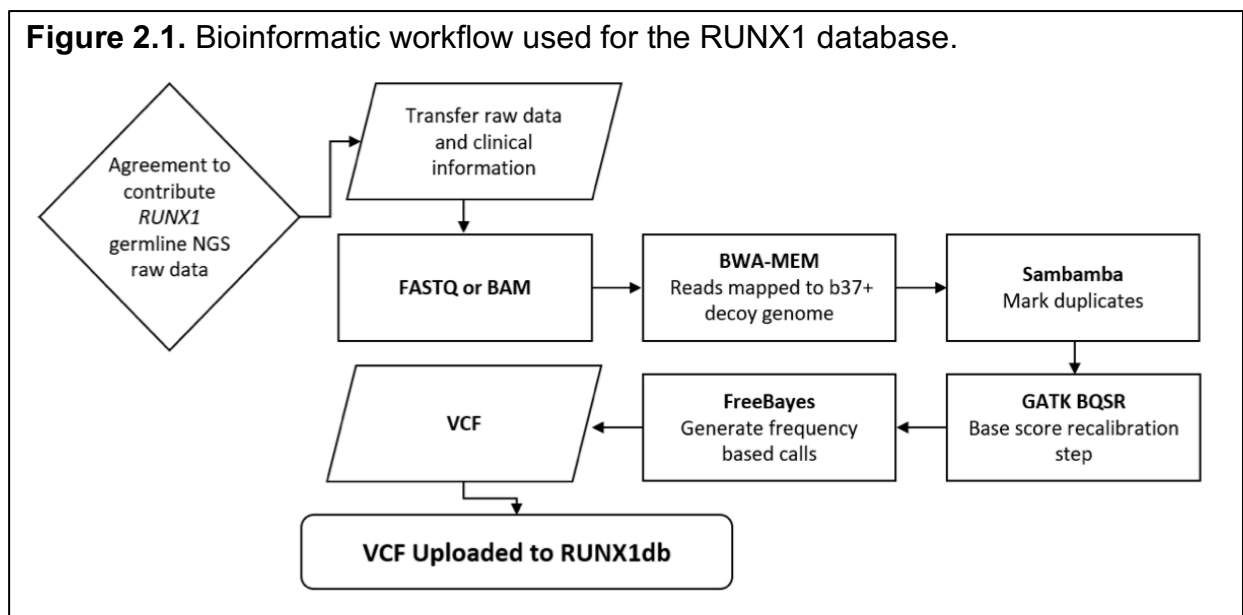 Figure 2.1. Bioinformatic workflow used for the RUNX1 database.
Agreement to
contribute
RUNX1
germline NGS
raw data
Transfer raw data
and clinical
information
FASTQ or BAM
BWA-MEM
Reads mapped to b37+
decoy genome
Sambamba
Mark duplicates
GATK BQSR
Base score recalibration
step
FreeBayes
Generate frequency
based calls
VCF
VCF Uploaded to RUNX1db